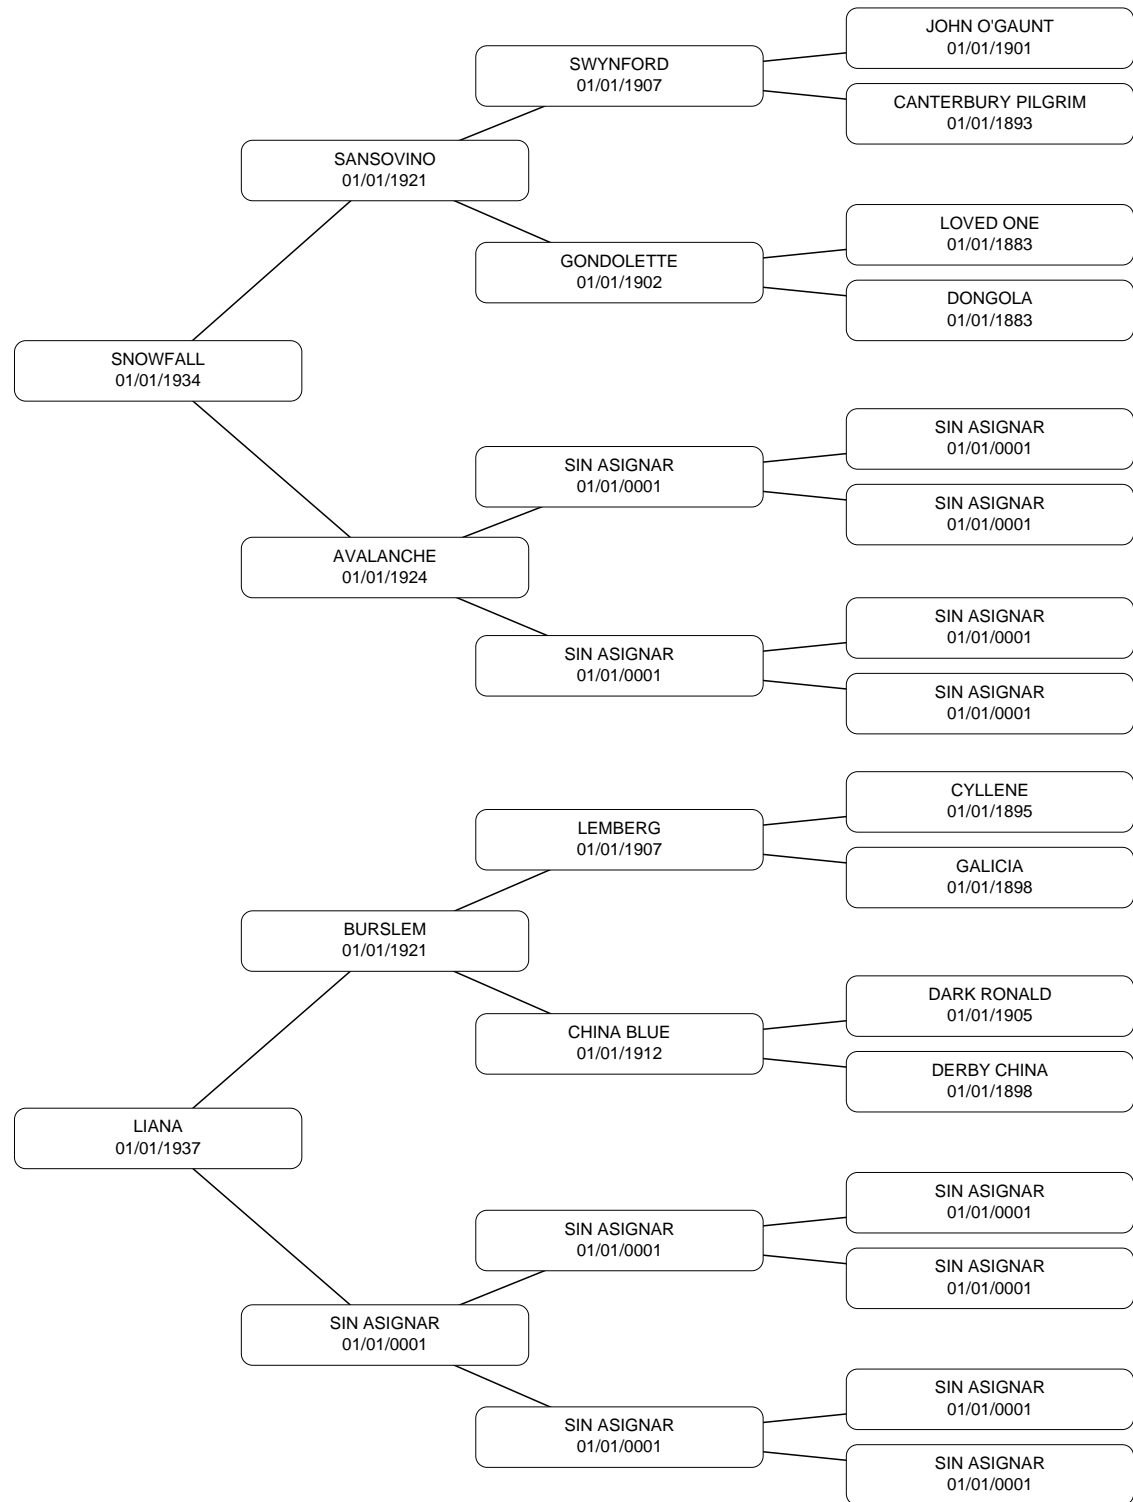 JOHN O'GAUNT
01/01/1901
SWYNFORD
01/01/1907
CANTERBURY PILGRIM
01/01/1893
SANSOVINO
01/01/1921
LOVED ONE
01/01/1883
GONDOLETTE
01/01/1902
DONGOLA
01/01/1883
SNOWFALL
01/01/1934
SIN ASIGNAR
01/01/0001
SIN ASIGNAR
01/01/0001
SIN ASIGNAR
01/01/0001
AVALANCHE
01/01/1924
SIN ASIGNAR
01/01/0001
SIN ASIGNAR
01/01/0001
SIN ASIGNAR
01/01/0001
CYLLENE
01/01/1895
LEMBERG
01/01/1907
GALICIA
01/01/1898
BURSLEM
01/01/1921
DARK RONALD
01/01/1905
CHINA BLUE
01/01/1912
DERBY CHINA
01/01/1898
LIANA
01/01/1937
SIN ASIGNAR
01/01/0001
SIN ASIGNAR
01/01/0001
SIN ASIGNAR
01/01/0001
SIN ASIGNAR
01/01/0001
SIN ASIGNAR
01/01/0001
SIN ASIGNAR
01/01/0001
SIN ASIGNAR
01/01/0001